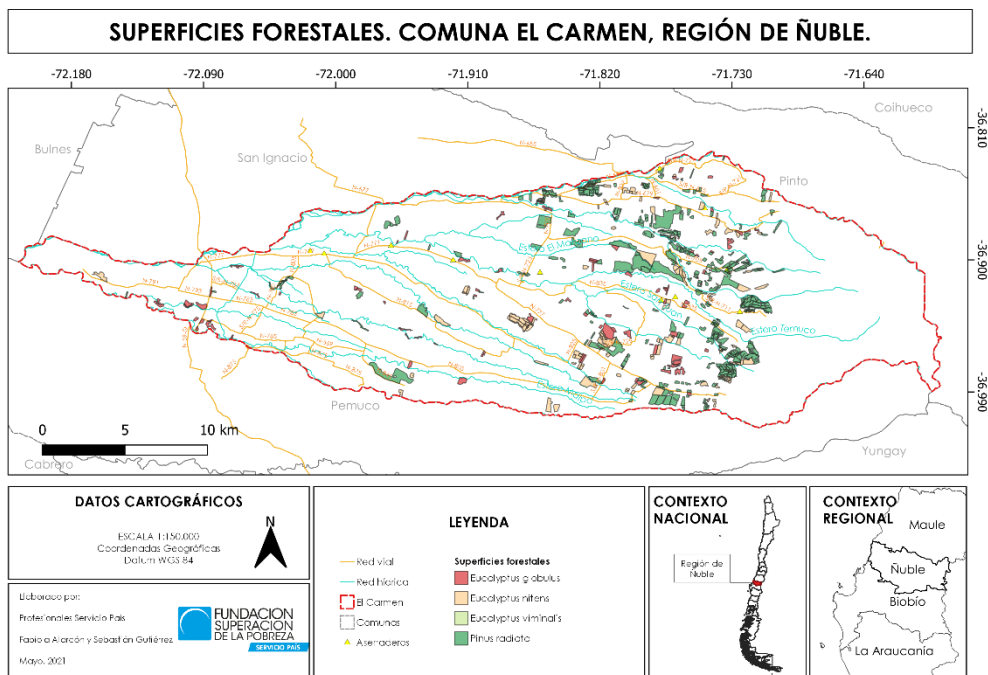 SUPERFICIES FORESTALES. COMUNA EL CARMEN, REGIÓN DE ÑUBLE.
-72.180 -72.090 -72.000 -71.910 -71.820 -71.730 -71.640
Coihueco
-36.810
Bulnes
San Ignacio
Pinto
-36.900
Estero Temuco
-36.990
Pemuco
0 5 10 km
Cabrero
Yungay
DATOS CARTOGRÁFICOS
ESCALA 1:150.000
Coordenadas Geográficas
Datum WGS 84
N
Elaborado por:
Profesionales Servicio País
Fabiola Alarcón y Sebastián Gutiérrez
Mayo, 2021
FUNDACION
SUPERACION
DE LA POBREZA
SERVICIO PAÍS
LEYENDA
Red vial
Red hídrica
El Carmen
Comunas
Aserraderos
Superficies forestales
Eucalyptus globulus
Eucalyptus nitens
Eucalyptus viminalis
Pinus radiata
CONTEXTO
NACIONAL
Región de
Ñuble
CONTEXTO
REGIONAL
Maule
Ñuble
Biobío
La Araucanía